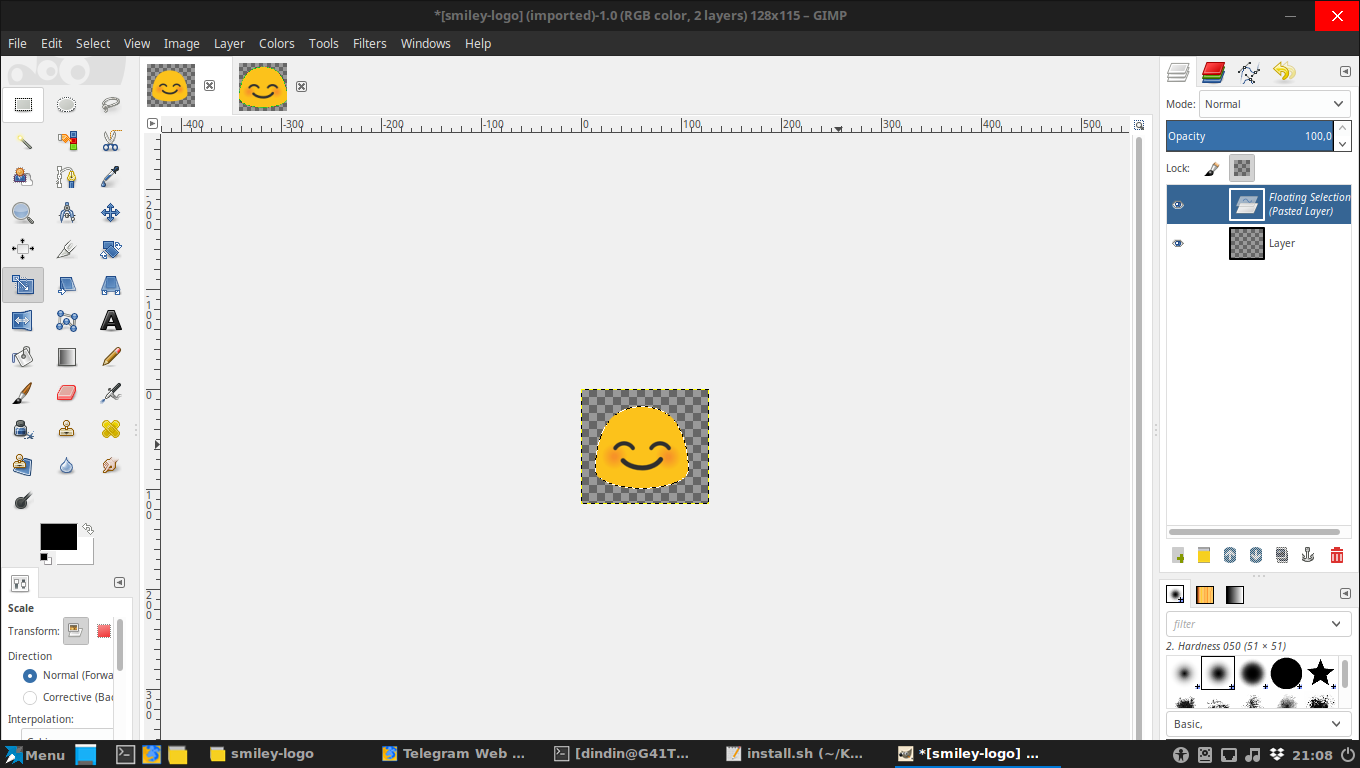 *[smiley-logo] (imported)-1.0 (RGB color, 2 layers) 128x115 – GIMP
File Edit Select View Image Layer Colors Tools Filters Windows Help
Mode: Normal
-400 -300 -200 -100 0 100 200 300 400 500
Opacity 100,0
Lock:
Floating Selection
(Pasted Layer)
Layer
-200
-100
0
100
200
300
Scale
Transform:
Direction
Normal (Forwa
Corrective (Bac
Interpolation:
filter
2. Hardness 050 (51 × 51)
Basic,
Menu smiley-logo Telegram Web ... [dindin@G41T... install.sh (~/K... *[smiley-logo] ... 21:08